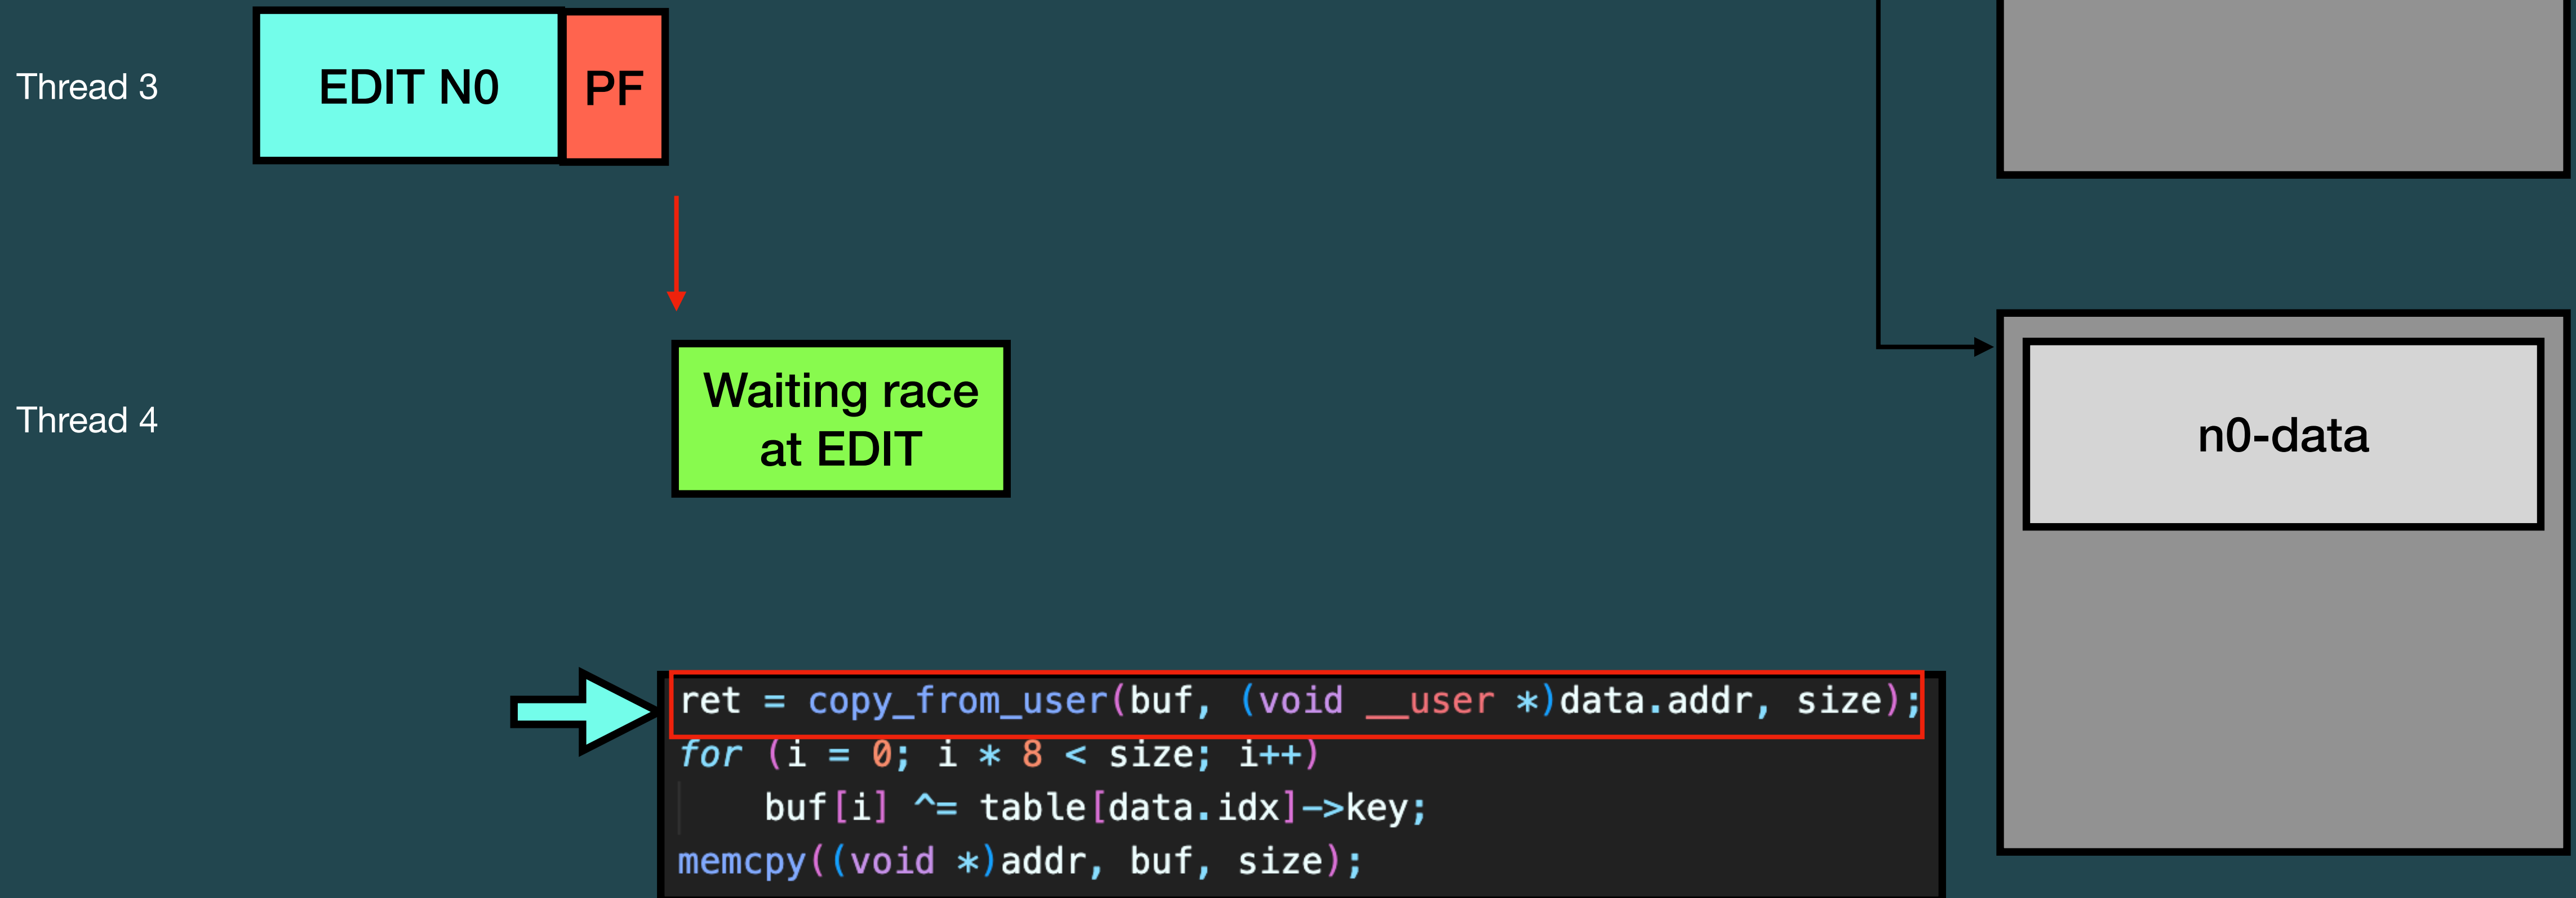 Thread 3
EDIT N0
PF
Thread 4
Waiting race
at EDIT
n0-data
ret = copy_from_user(buf, (void __user *)data.addr, size);
for (i = 0; i * 8 < size; i++)
buf[i] ^= table[data.idx]->key;
memcpy((void *)addr, buf, size);